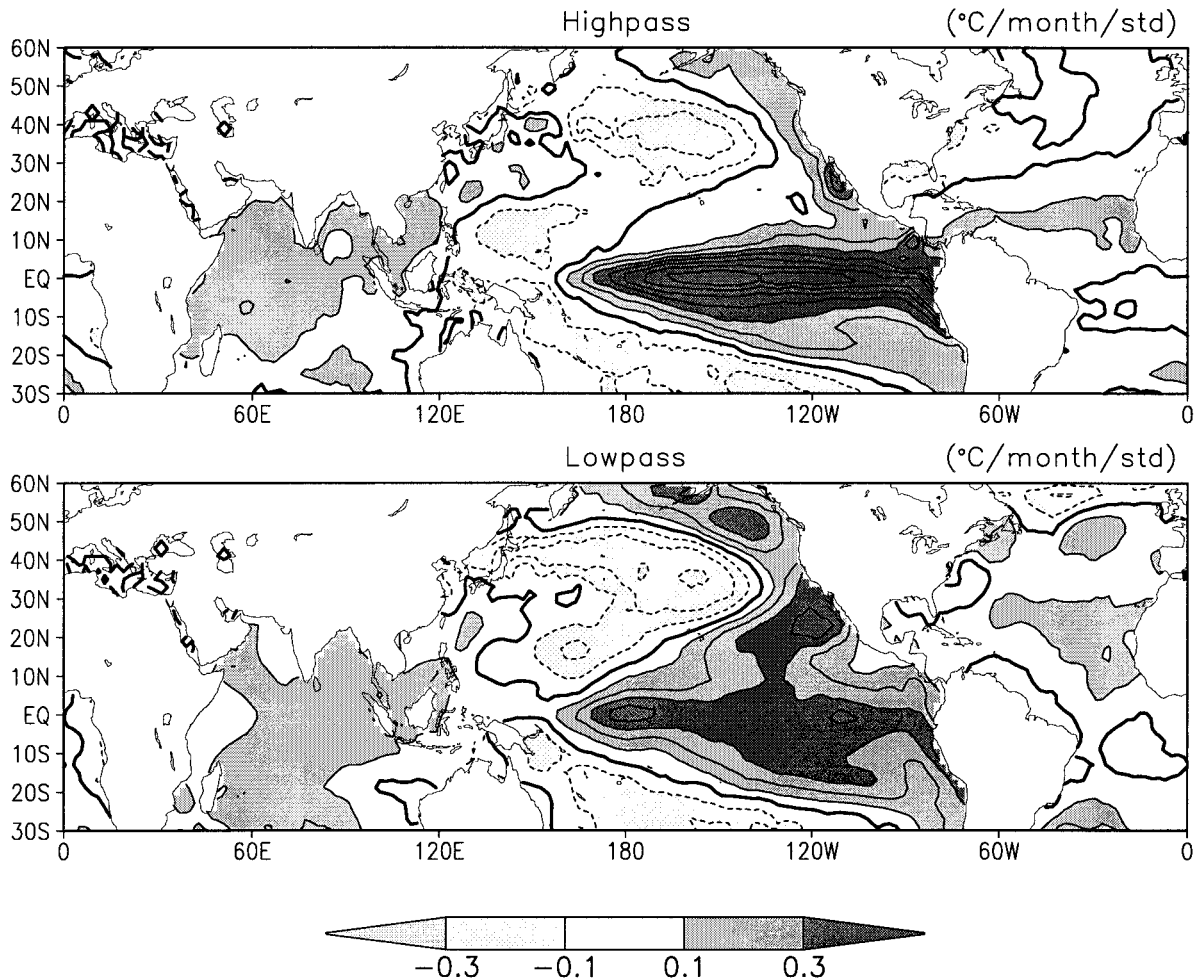 Highpass (°C/month/std)
60N
50N
40N
30N
20N
10N
EQ
10S
20S
30S
0 60E 120E 180 120W 60W 0
Lowpass (°C/month/std)
60N
50N
40N
30N
20N
10N
EQ
10S
20S
30S
0 60E 120E 180 120W 60W 0
−0.3 −0.1 0.1 0.3